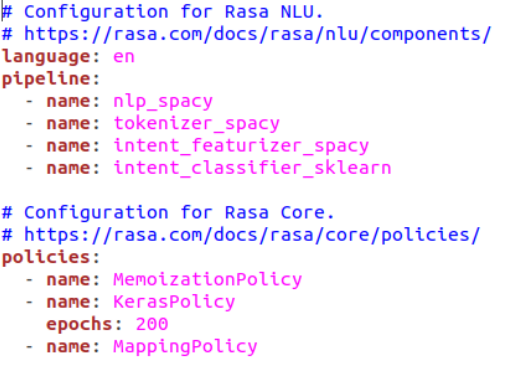 # Configuration for Rasa NLU.
# https://rasa.com/docs/rasa/nlu/components/
language: en
pipeline:
  - name: nlp_spacy
  - name: tokenizer_spacy
  - name: intent_featurizer_spacy
  - name: intent_classifier_sklearn

# Configuration for Rasa Core.
# https://rasa.com/docs/rasa/core/policies/
policies:
  - name: MemoizationPolicy
  - name: KerasPolicy
    epochs: 200
  - name: MappingPolicy